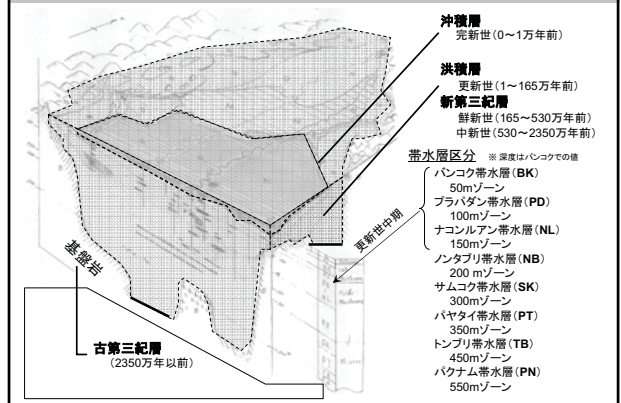 沖積層
完新世(0~1万年前)
洪積層
更新世(1~165万年前)
新第三紀層
鮮新世(165~530万年前)
中新世(530~2350万年前)
帯水層区分 ※ 深度はバンコクでの値
バンコク帯水層(BK)
50mゾーン
プラパダン帯水層(PD)
100mゾーン
ナコンルアン帯水層(NL)
150mゾーン
ノンタブリ帯水層(NB)
200 mゾーン
サムコク帯水層(SK)
300mゾーン
パヤタイ帯水層(PT)
350mゾーン
トンブリ帯水層(TB)
450mゾーン
パクナム帯水層(PN)
550mゾーン
更新世中期
基盤岩
古第三紀層
(2350万年以前)